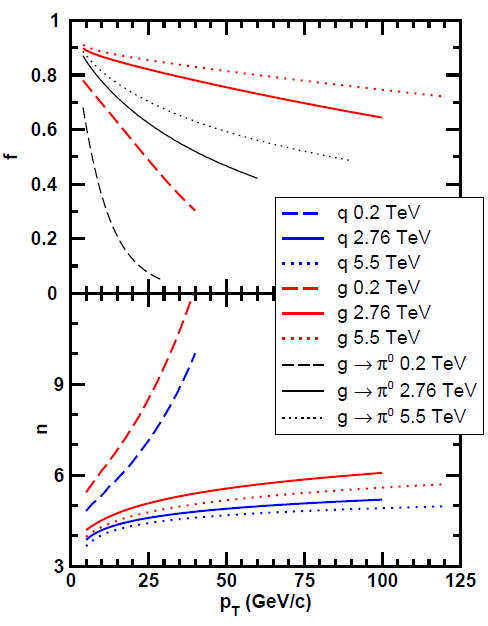 1
0.8
0.6
f
0.4
0.2
0
q 0.2 TeV
q 2.76 TeV
q 5.5 TeV
g 0.2 TeV
g 2.76 TeV
g 5.5 TeV
g → π⁰ 0.2 TeV
g → π⁰ 2.76 TeV
g → π⁰ 5.5 TeV
9
n
6
3
0 25 50 75 100 125
p_T (GeV/c)